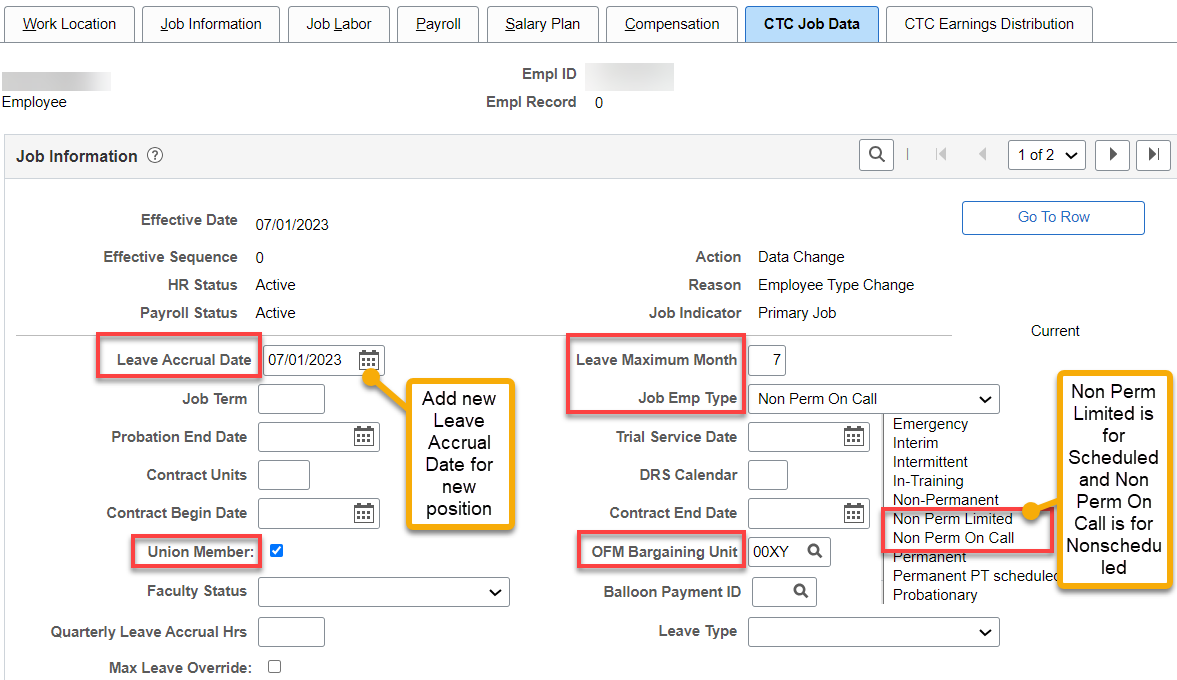 Work Location
Job Information
Job Labor
Payroll
Salary Plan
Compensation
CTC Job Data
CTC Earnings Distribution
Empl ID
Employee
Empl Record 0
Job Information ?
1 of 2
Go To Row
Effective Date 07/01/2023
Effective Sequence 0
Action Data Change
HR Status Active
Reason Employee Type Change
Payroll Status Active
Job Indicator Primary Job
Current
Leave Accrual Date 07/01/2023
Leave Maximum Month 7
Job Term
Job Emp Type Non Perm On Call
Probation End Date
Trial Service Date
Contract Units
DRS Calendar
Contract Begin Date
Contract End Date
Union Member:
OFM Bargaining Unit 00XY
Faculty Status
Balloon Payment ID
Quarterly Leave Accrual Hrs
Leave Type
Max Leave Override:
Emergency
Interim
Intermittent
In-Training
Non-Permanent
Non Perm Limited
Non Perm On Call
Permanent
Permanent PT scheduled
Probationary
Add new
Leave
Accrual
Date for
new
position
Non Perm
Limited is
for
Scheduled
and Non
Perm On
Call is for
Nonschedu
led